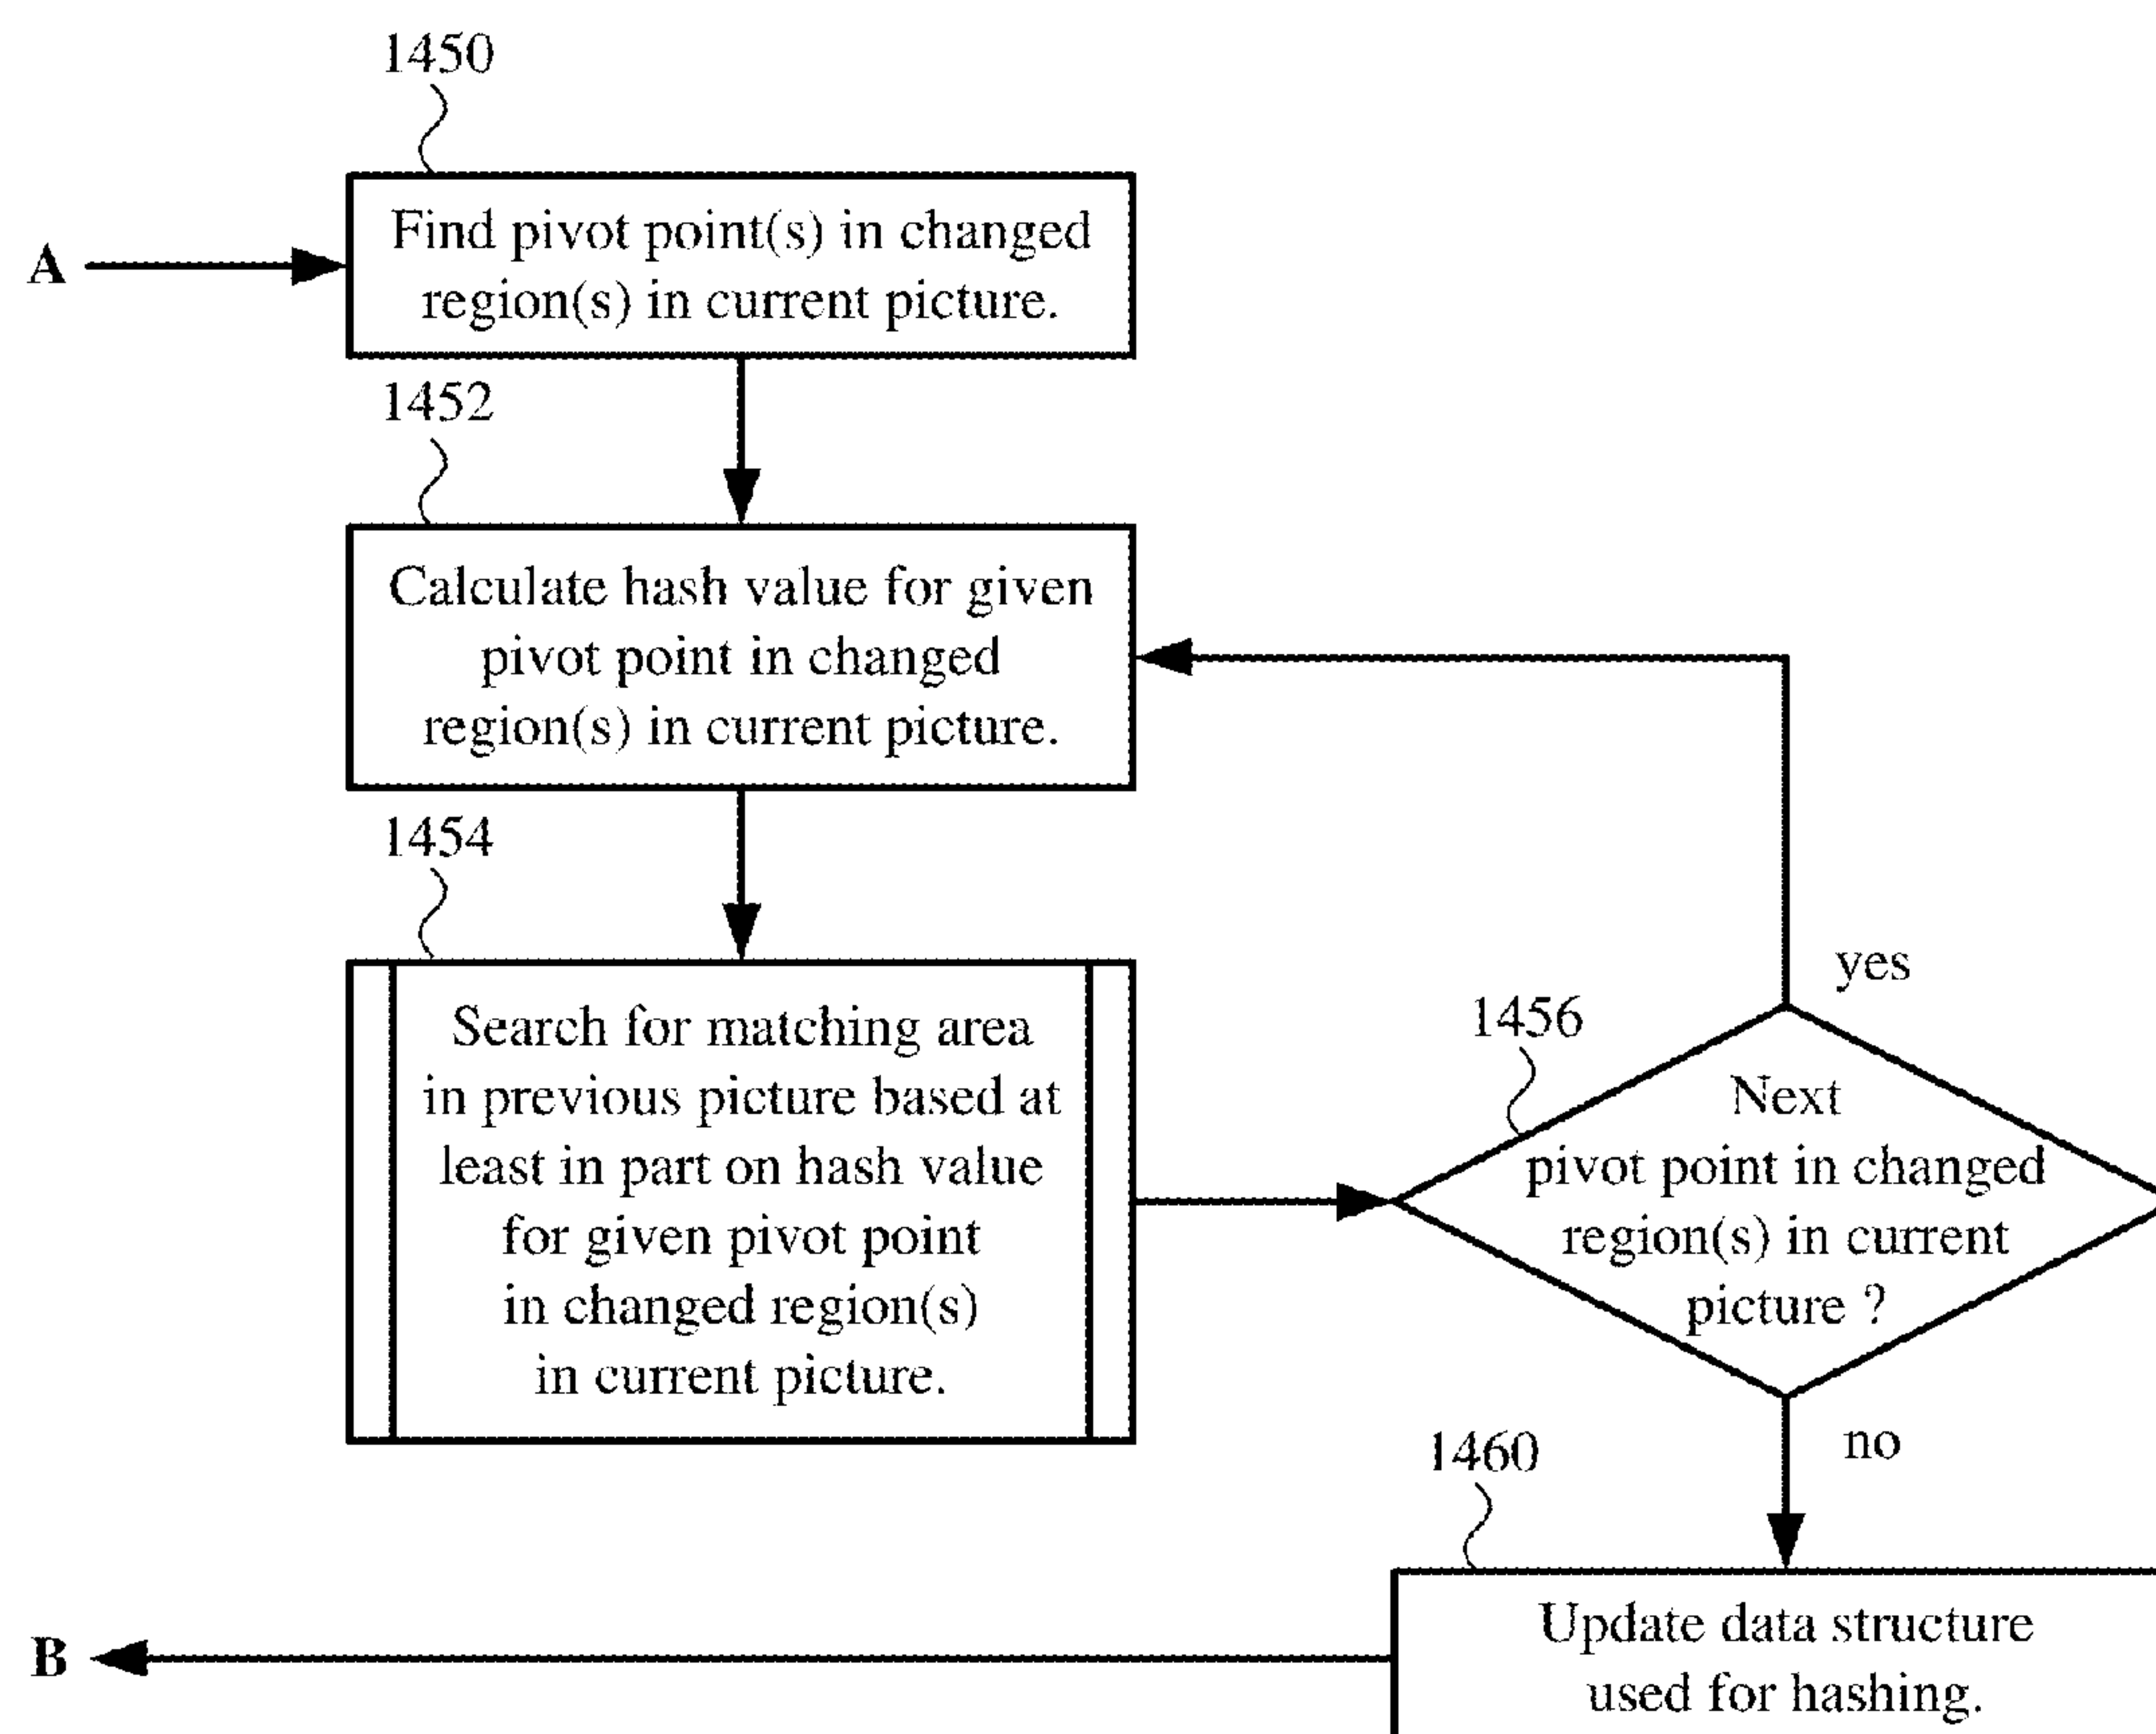 1450
A
Find pivot point(s) in changed
region(s) in current picture.
1452
Calculate hash value for given
pivot point in changed
region(s) in current picture.
1454
Search for matching area
in previous picture based at
least in part on hash value
for given pivot point
in changed region(s)
in current picture.
yes
1456
Next
pivot point in changed
region(s) in current
picture ?
no
1460
Update data structure
used for hashing.
B